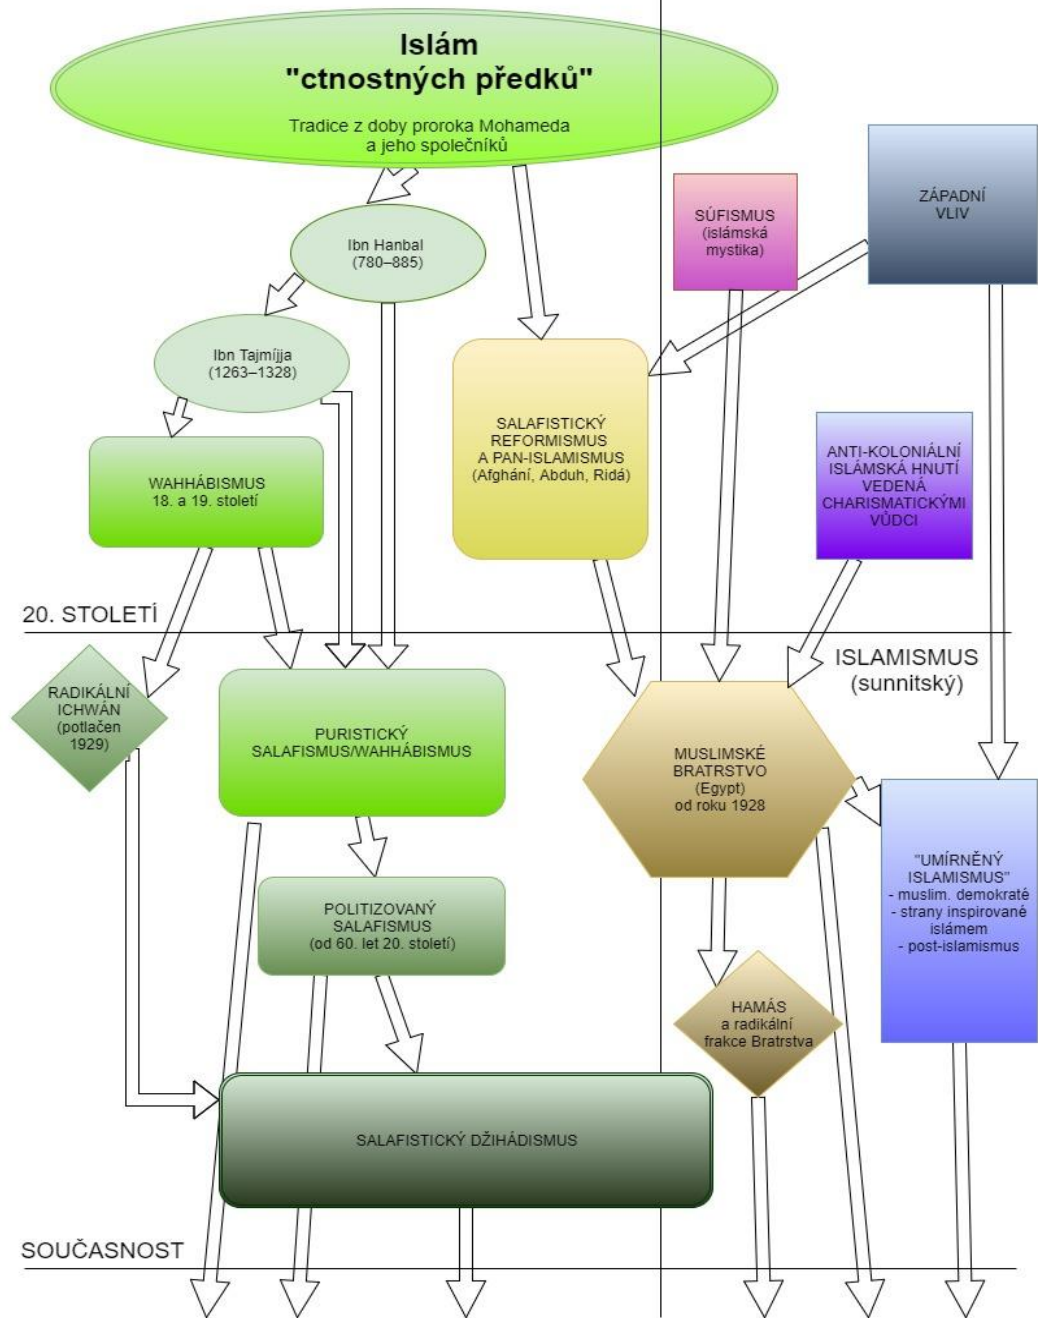 Islám
"ctnostných předků"
Tradice z doby proroka Mohameda
a jeho společníků
ZÁPADNÍ
VLIV
SÚFISMUS
(islámská
mystika)
Ibn Hanbal
(780–885)
Ibn Tajmíjja
(1263–1328)
SALAFISTICKÝ
REFORMISMUS
A PAN-ISLAMISMUS
(Afghání, Abduh, Ridá)
ANTI-KOLONIÁLNÍ
ISLÁMSKÁ HNUTÍ
VEDENÁ
CHARISMATICKÝMI
VŮDCI
WAHHÁBISMUS
18. a 19. století
20. STOLETÍ
ISLAMISMUS
(sunnitský)
RADIKÁLNÍ
ICHWÁN
(potlačen
1929)
PURISTICKÝ
SALAFISMUS/WAHHÁBISMUS
MUSLIMSKÉ
BRATRSTVO
(Egypt)
od roku 1928
"UMÍRNĚNÝ
ISLAMISMUS"
- muslim. demokraté
- strany inspirované
islámem
- post-islamismus
POLITIZOVANÝ
SALAFISMUS
(od 60. let 20. století)
HAMÁS
a radikální
frakce Bratrstva
SALAFISTICKÝ DŽIHÁDISMUS
SOUČASNOST